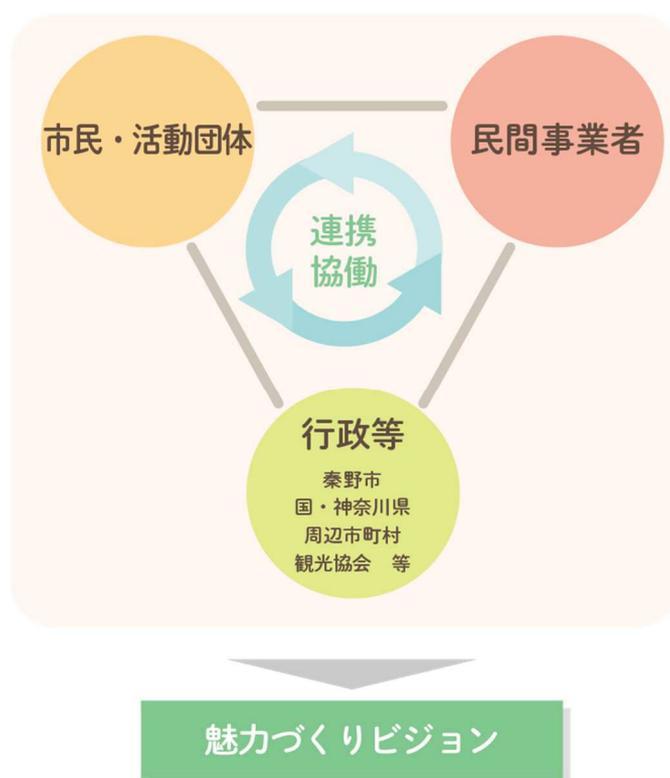 市民・活動団体
民間事業者
連携
協働
行政等
秦野市
国・神奈川県
周辺市町村
観光協会　等
魅力づくりビジョン